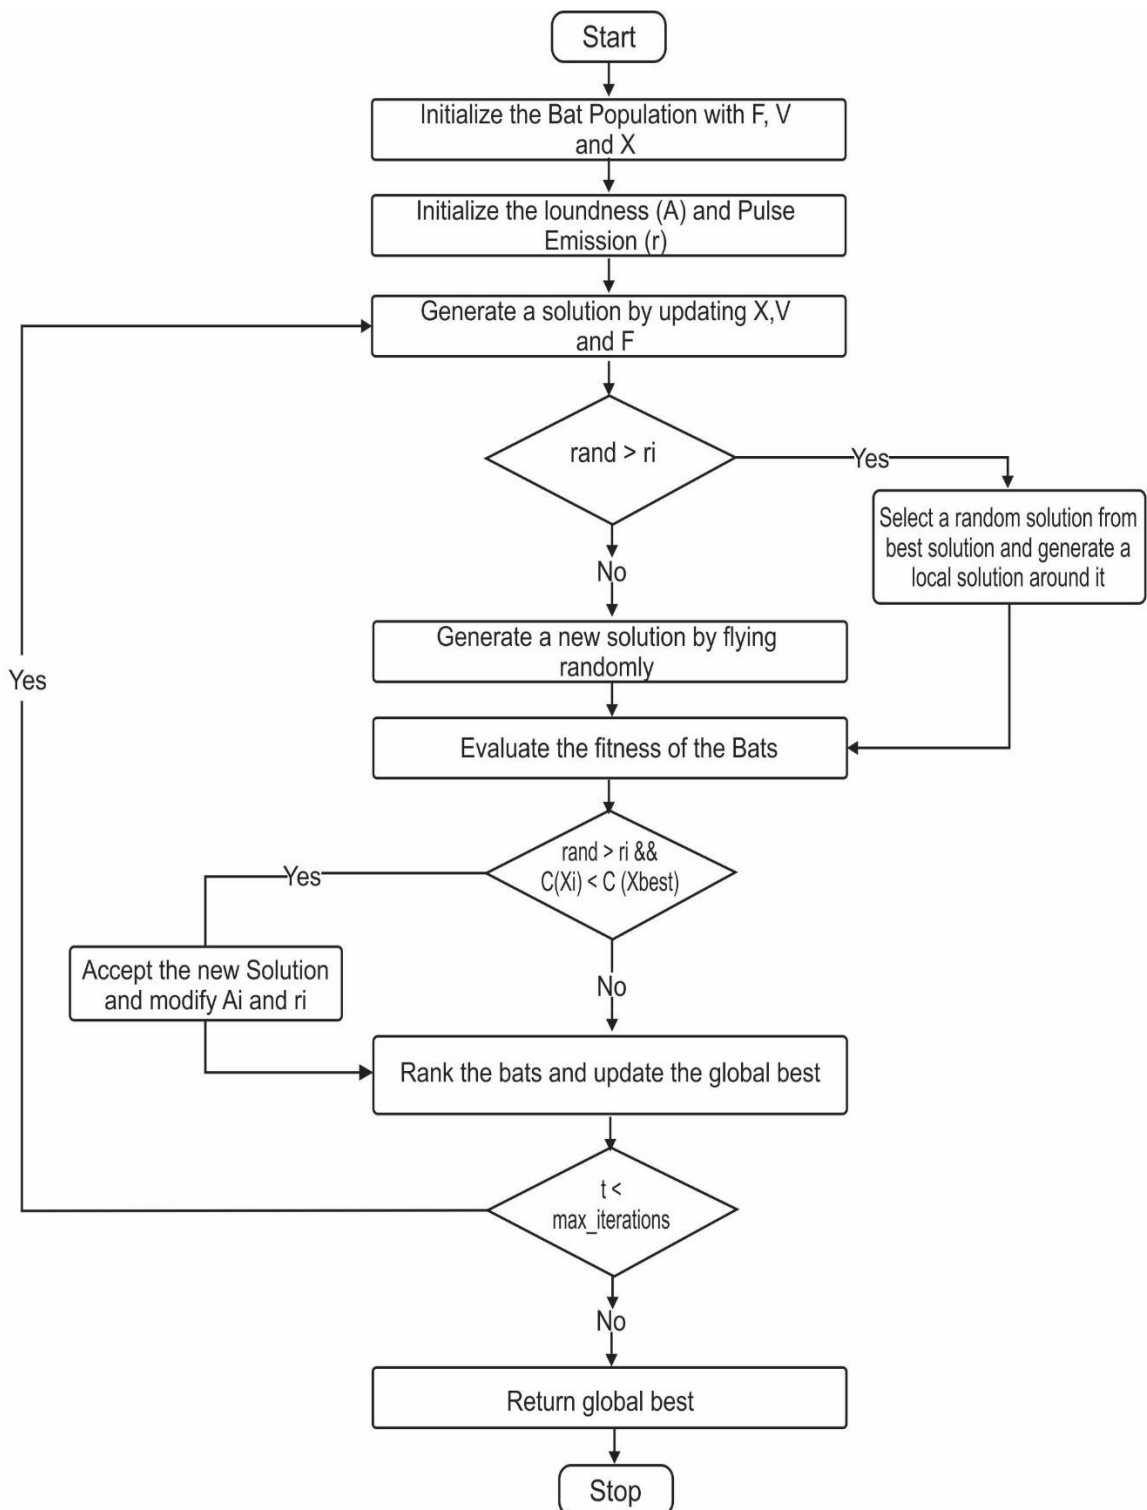 Start
Initialize the Bat Population with F, V
and X
Initialize the loundness (A) and Pulse
Emission (r)
Generate a solution by updating X,V
and F
rand > ri
Yes
Select a random solution from
best solution and generate a
local solution around it
No
Generate a new solution by flying
randomly
Yes
Evaluate the fitness of the Bats
rand > ri &&
C(Xi) < C (Xbest)
Yes
Accept the new Solution
and modify Ai and ri
No
Rank the bats and update the global best
t <
max_iterations
No
Return global best
Stop